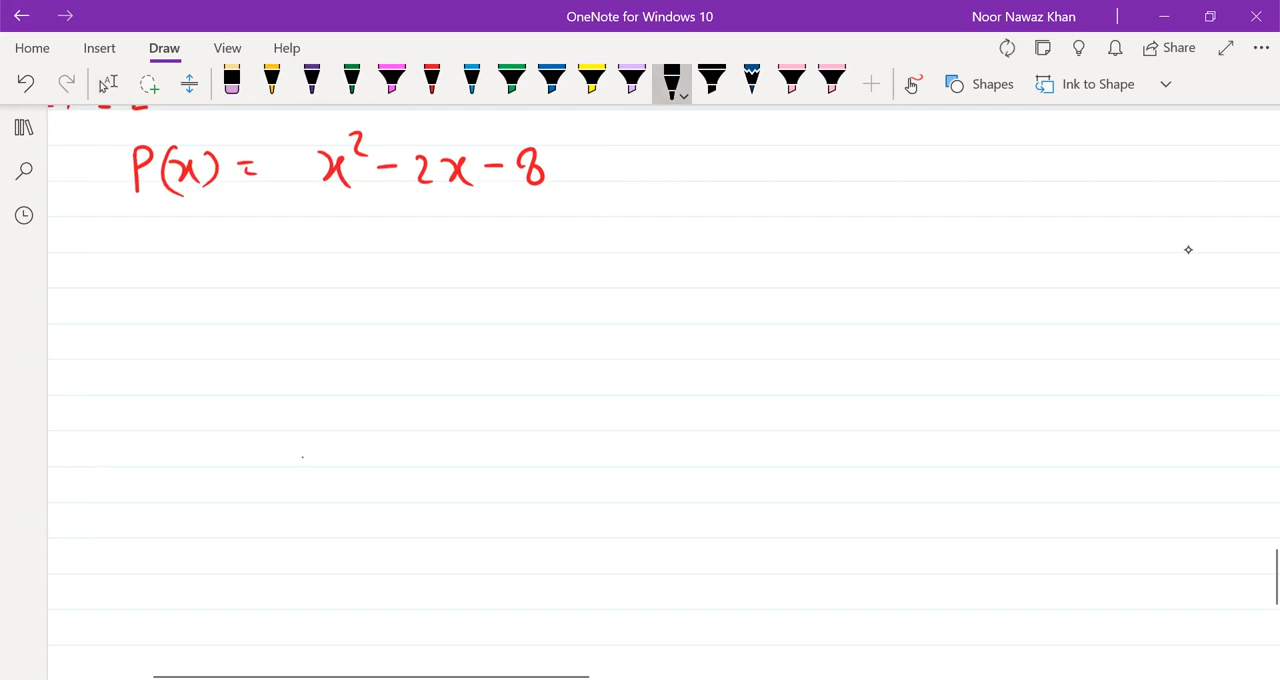 OneNote for Windows 10
Noor Nawaz Khan
Home Insert Draw View Help
Share
Shapes
Ink to Shape
P(x) = x² - 2x - 8